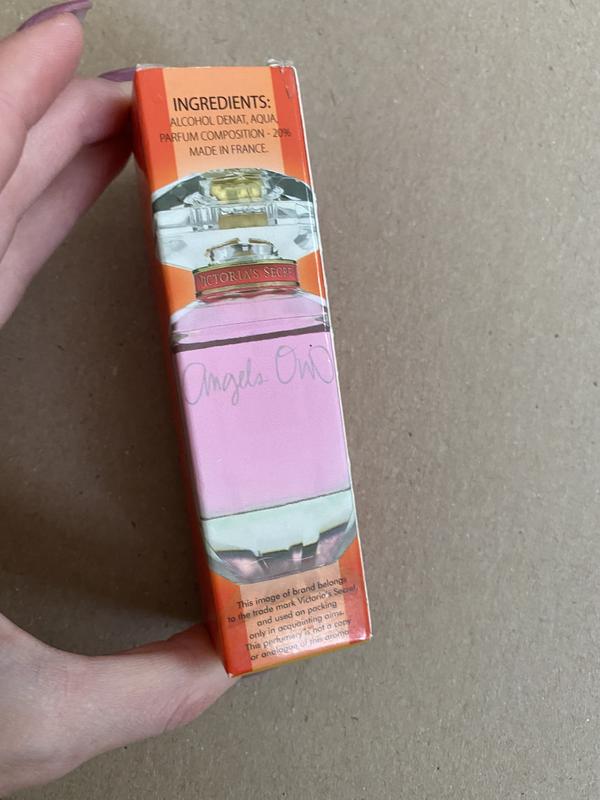 INGREDIENTS:
ALCOHOL DENAT, AQUA,
PARFUM COMPOSITION - 20%
MADE IN FRANCE.
VICTORIA'S SECRE
Angels Only
This image of brand belongs
to the trade mark Victoria's Secret
and used on packing
only in acquainting aims.
This perfumery is not a copy
or analogue of this aroma